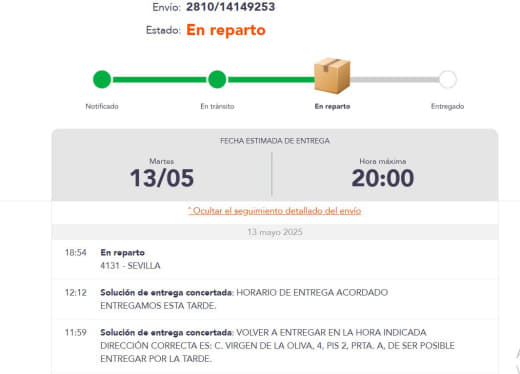 Envío: 2810/14149253
Estado: En reparto
Notificado
En tránsito
En reparto
Entregado
FECHA ESTIMADA DE ENTREGA
Martes
13/05
Hora máxima
20:00
ˆ Ocultar el seguimiento detallado del envío
13 mayo 2025
18:54 En reparto
4131 - SEVILLA
12:12 Solución de entrega concertada: HORARIO DE ENTREGA ACORDADO
ENTREGAMOS ESTA TARDE.
11:59 Solución de entrega concertada: VOLVER A ENTREGAR EN LA HORA INDICADA
DIRECCIÓN CORRECTA ES: C. VIRGEN DE LA OLIVA, 4, PIS 2, PRTA. A, DE SER POSIBLE
ENTREGAR POR LA TARDE.